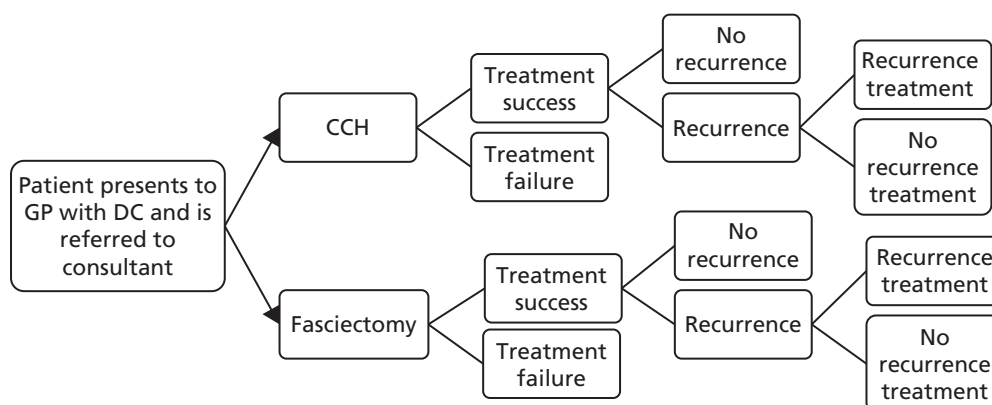 Patient presents to
GP with DC and is
referred to
consultant
CCH
Treatment
success
Treatment
failure
No
recurrence
Recurrence
Recurrence
treatment
No
recurrence
treatment
Fasciectomy
Treatment
success
Treatment
failure
No
recurrence
Recurrence
Recurrence
treatment
No
recurrence
treatment